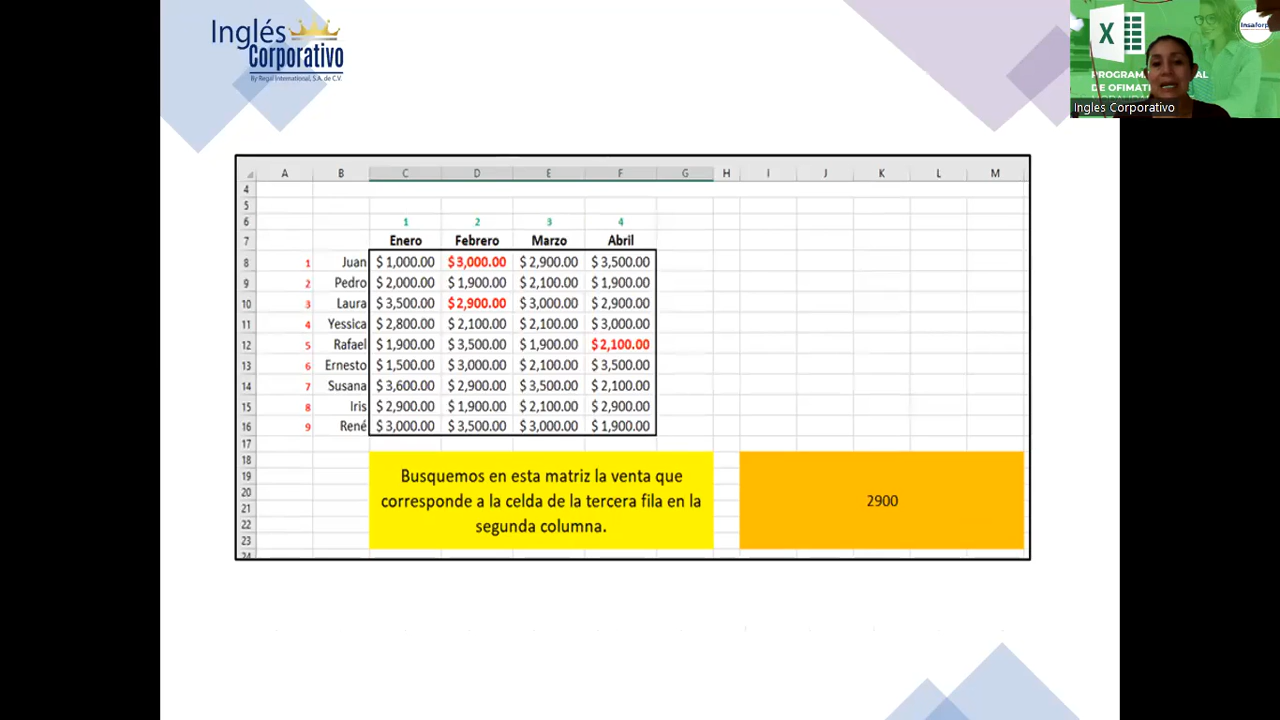 Inglés
Corporativo
By Regal International, S.A. de C.V.
Insaforp
X
PROGRAM
AL
DE OFIMATI
Ingles Corporativo
A B C D E F G H I J K L M
4
5
6 1 2 3 4
7 Enero Febrero Marzo Abril
8 1 Juan $ 1,000.00 $ 3,000.00 $ 2,900.00 $ 3,500.00
9 2 Pedro $ 2,000.00 $ 1,900.00 $ 2,100.00 $ 1,900.00
10 3 Laura $ 3,500.00 $ 2,900.00 $ 3,000.00 $ 2,900.00
11 4 Yessica $ 2,800.00 $ 2,100.00 $ 2,100.00 $ 3,000.00
12 5 Rafael $ 1,900.00 $ 3,500.00 $ 1,900.00 $ 2,100.00
13 6 Ernesto $ 1,500.00 $ 3,000.00 $ 2,100.00 $ 3,500.00
14 7 Susana $ 3,600.00 $ 2,900.00 $ 3,500.00 $ 2,100.00
15 8 Iris $ 2,900.00 $ 1,900.00 $ 2,100.00 $ 2,900.00
16 9 René $ 3,000.00 $ 3,500.00 $ 3,000.00 $ 1,900.00
17
18
19 Busquemos en esta matriz la venta que
20 corresponde a la celda de la tercera fila en la 2900
21
22 segunda columna.
23
24